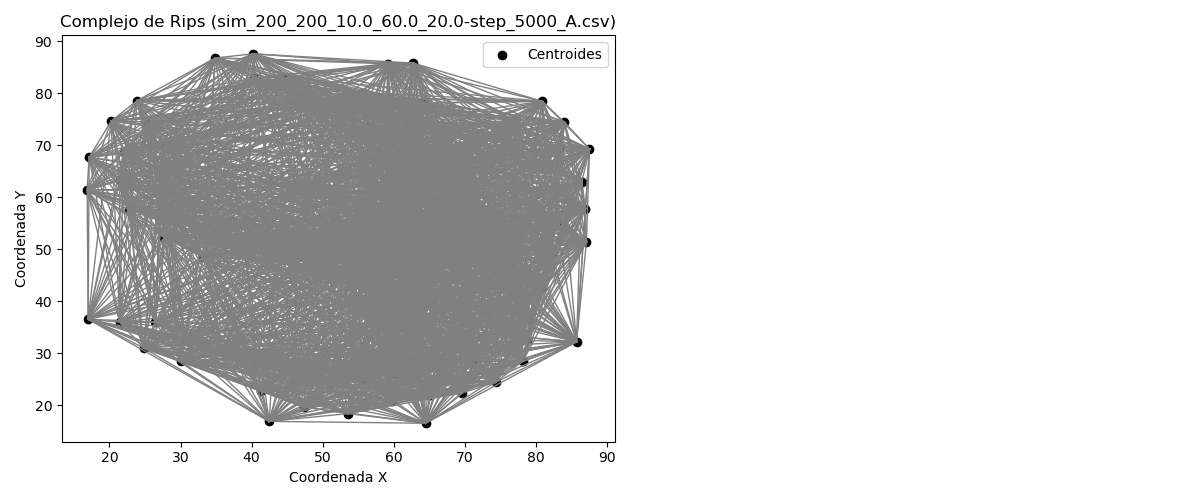 Complejo de Rips (sim_200_200_10.0_60.0_20.0-step_5000_A.csv)
Centroides
Coordenada Y
90
80
70
60
50
40
30
20
20 30 40 50 60 70 80 90
Coordenada X